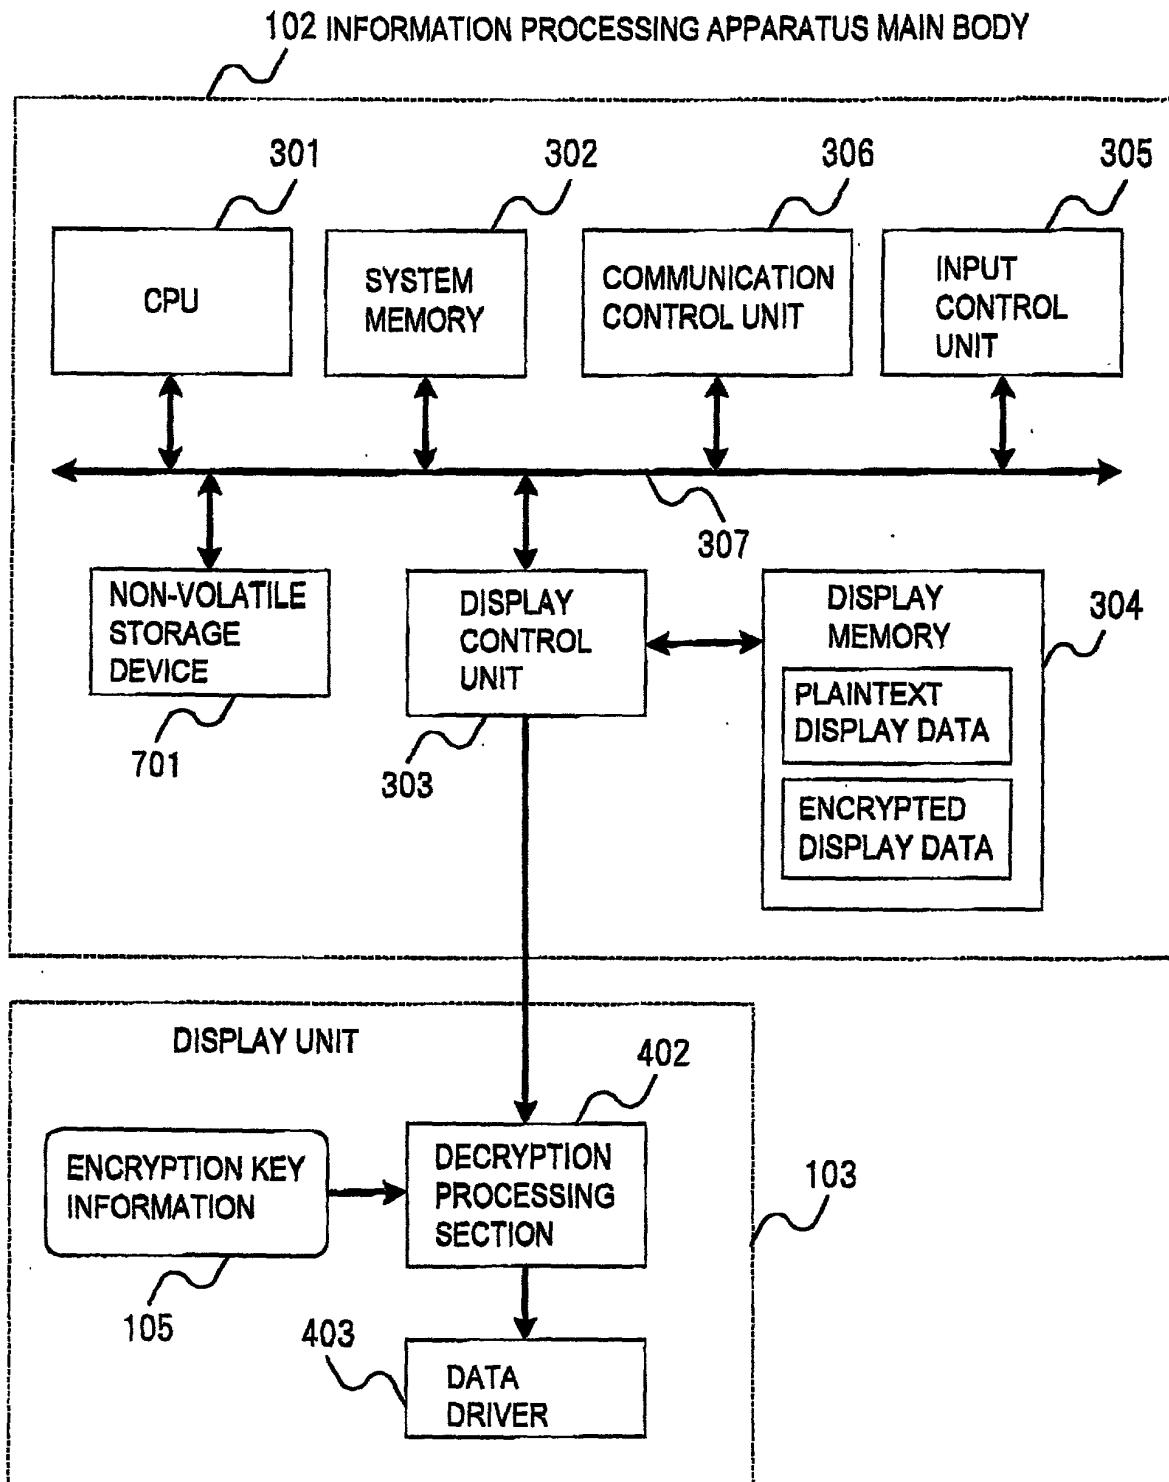 102 INFORMATION PROCESSING APPARATUS MAIN BODY
301
302
306
305
CPU
SYSTEM
MEMORY
COMMUNICATION
CONTROL UNIT
INPUT
CONTROL
UNIT
307
NON-VOLATILE
STORAGE
DEVICE
701
DISPLAY
CONTROL
UNIT
303
DISPLAY
MEMORY
304
PLAINTEXT
DISPLAY DATA
ENCRYPTED
DISPLAY DATA
DISPLAY UNIT
402
ENCRYPTION KEY
INFORMATION
105
DECRYPTION
PROCESSING
SECTION
103
403
DATA
DRIVER